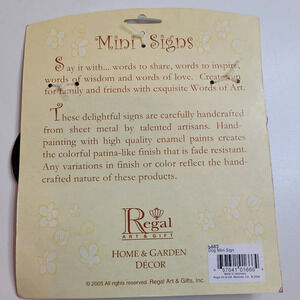 Mini Signs
Say it with... words to share, words to inspire,
words of wisdom and words of love. Create
for family and friends with exquisite Words of Art.
These delightful signs are carefully handcrafted
from sheet metal by talented artisans. Hand-
painting with high quality enamel paints creates
the colorful patina-like finish that is fade resistant.
Any variations in finish or color reflect the hand-
crafted nature of these products.
Regal
ART & GIFT
HOME & GARDEN
DÉCOR
Dog Mini Sign
© 2005 All rights reserved. Regal Art & Gifts, Inc.